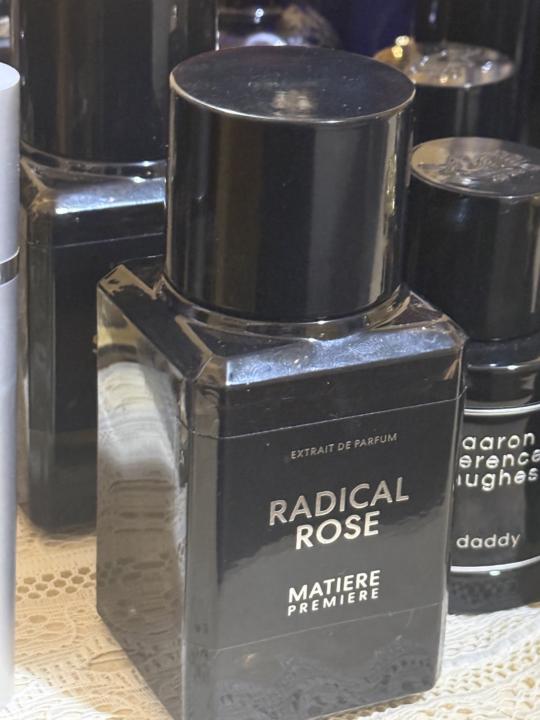 EXTRAIT DE PARFUM
RADICAL
ROSE
MATIERE
PREMIERE
aaron
erence
ughes
daddy